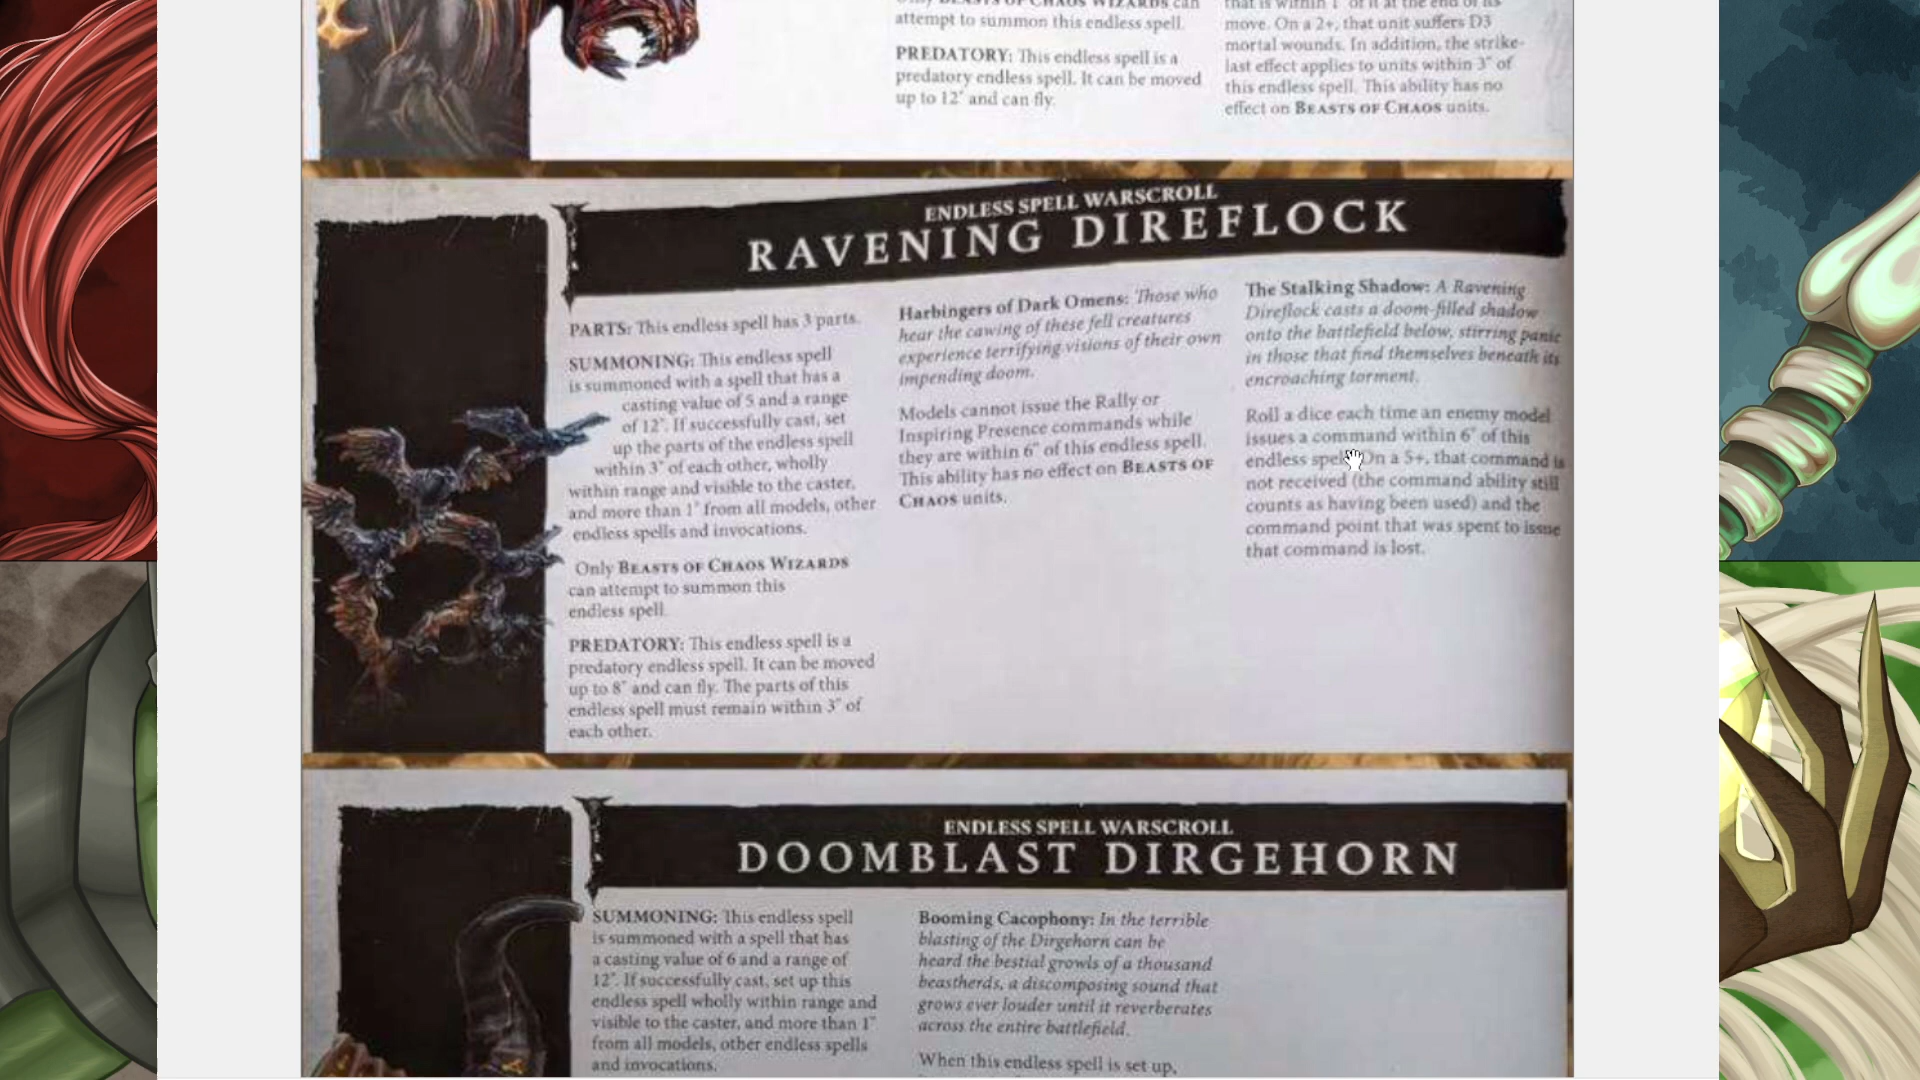 Only BEASTS OF CHAOS WIZARDS can
attempt to summon this endless spell.
PREDATORY: This endless spell is a
predatory endless spell. It can be moved
up to 12" and can fly.
that is within 1" of it at the end of its
move. On a 2+, that unit suffers D3
mortal wounds. In addition, the strike-
last effect applies to units within 3" of
this endless spell. This ability has no
effect on BEASTS OF CHAOS units.
ENDLESS SPELL WARSCROLL
RAVENING DIREFLOCK
PARTS: This endless spell has 3 parts.
SUMMONING: This endless spell
is summoned with a spell that has a
casting value of 5 and a range
of 12". If successfully cast, set
up the parts of the endless spell
within 3" of each other, wholly
within range and visible to the caster,
and more than 1" from all models, other
endless spells and invocations.
Only BEASTS OF CHAOS WIZARDS
can attempt to summon this
endless spell.
PREDATORY: This endless spell is a
predatory endless spell. It can be moved
up to 8" and can fly. The parts of this
endless spell must remain within 3" of
each other.
Harbingers of Dark Omens: Those who
hear the cawing of these fell creatures
experience terrifying visions of their own
impending doom.
Models cannot issue the Rally or
Inspiring Presence commands while
they are within 6" of this endless spell.
This ability has no effect on BEASTS OF
CHAOS units.
The Stalking Shadow: A Ravening
Direflock casts a doom-filled shadow
onto the battlefield below, stirring panic
in those that find themselves beneath its
encroaching torment.
Roll a dice each time an enemy model
issues a command within 6" of this
endless spell. On a 5+, that command is
not received (the command ability still
counts as having been used) and the
command point that was spent to issue
that command is lost.
ENDLESS SPELL WARSCROLL
DOOMBLAST DIRGEHORN
SUMMONING: This endless spell
is summoned with a spell that has
a casting value of 6 and a range of
12". If successfully cast, set up this
endless spell wholly within range and
visible to the caster, and more than 1"
from all models, other endless spells
and invocations.
Booming Cacophony: In the terrible
blasting of the Dirgehorn can be
heard the bestial growls of a thousand
beastherds, a discomposing sound that
grows ever louder until it reverberates
across the entire battlefield.
When this endless spell is set up,